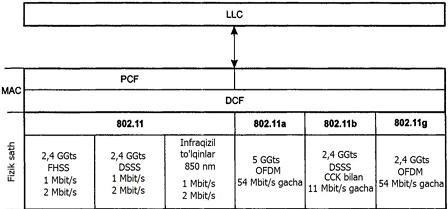 LLC
MAC
PCF
DCF
Fizik sath
802.11
802.11a
802.11b
802.11g
2,4 GGts
FHSS
1 Mbit/s
2 Mbit/s
2,4 GGts
DSSS
1 Mbit/s
2 Mbit/s
Infraqizil
to'lqinlar
850 nm
1 Mbit/s
2 Mbit/s
5 GGts
OFDM
54 Mbit/s gacha
2,4 GGts
DSSS
CCK bilan
11 Mbit/s gacha
2,4 GGts
OFDM
54 Mbit/s gacha